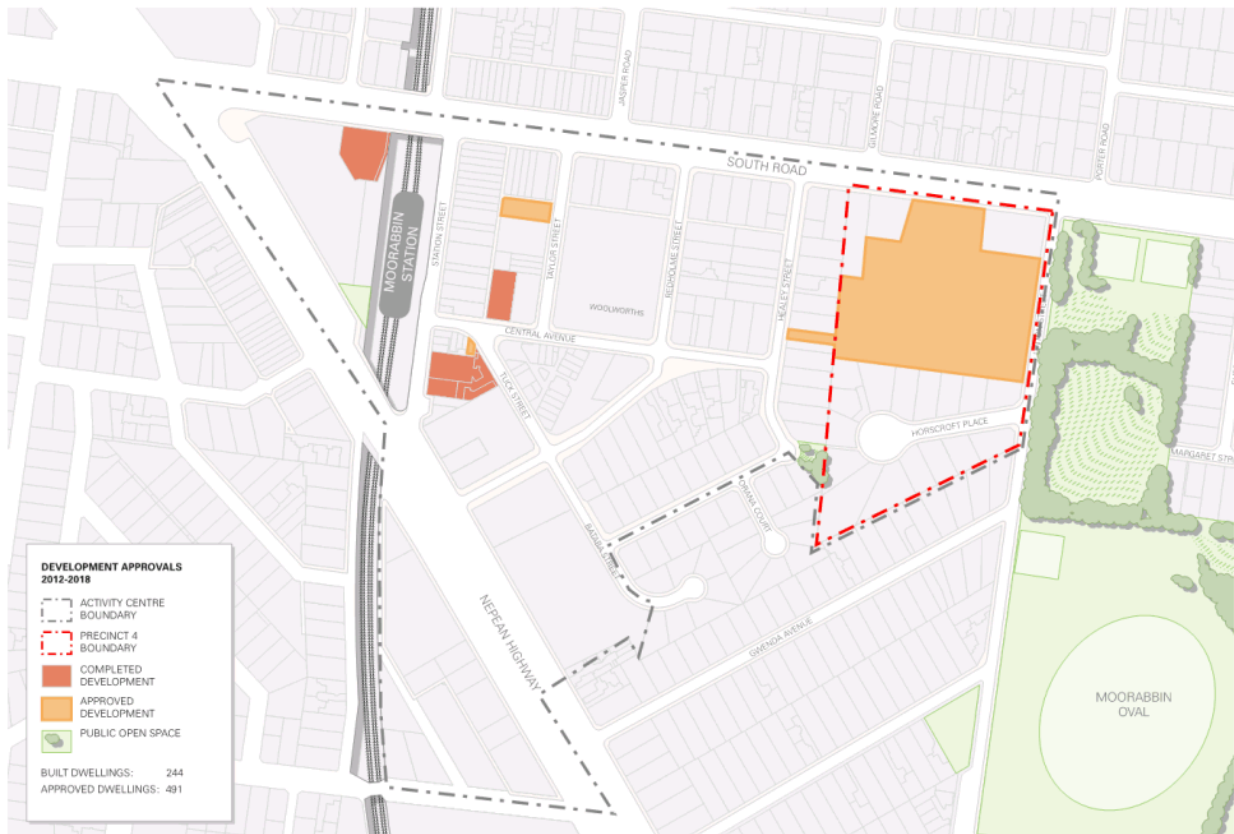 JASPER ROAD
GILMORE ROAD
PORTER ROAD
SOUTH ROAD
MOORABBIN
STATION
STATION STREET
TAYLOR STREET
REDHOLME STREET
HEALEY STREET
WOOLWORTHS
CENTRAL AVENUE
TUCK STREET
HORSCROFT PLACE
MARGARET STR
ORANA COURT
BATABA STREET
NEPEAN HIGHWAY
GWENDA AVENUE
MOORABBIN
OVAL
DEVELOPMENT APPROVALS
2012-2018
ACTIVITY CENTRE
BOUNDARY
PRECINCT 4
BOUNDARY
COMPLETED
DEVELOPMENT
APPROVED
DEVELOPMENT
PUBLIC OPEN SPACE
BUILT DWELLINGS: 244
APPROVED DWELLINGS: 491